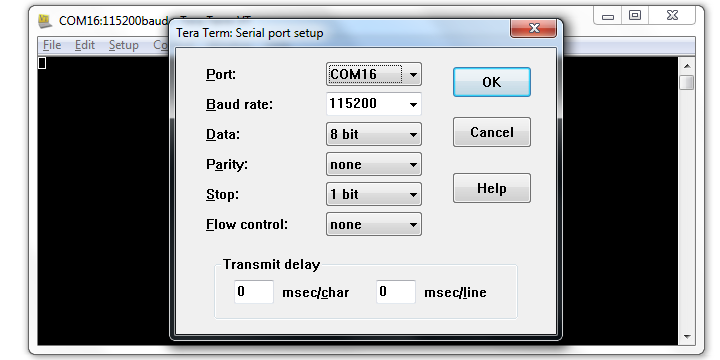 COM16:115200baud
Tera Term: Serial port setup
File Edit Setup
Port: COM16
OK
Baud rate: 115200
Data: 8 bit
Cancel
Parity: none
Stop: 1 bit
Help
Flow control: none
Transmit delay
0 msec/char 0 msec/line